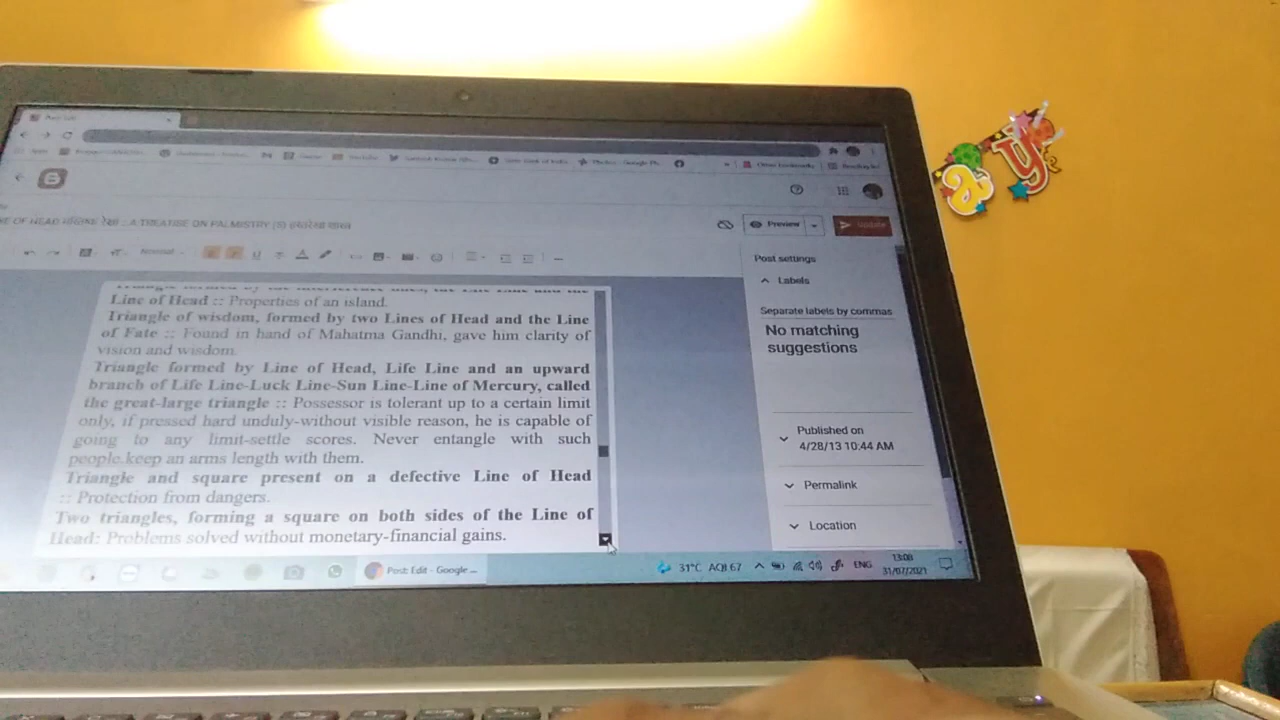 OF HEAD मस्तिष्क रेखा :: A TREATISE ON PALMISTRY (5) हस्तरेखा शास्त्र
Preview
Update
Normal
Post settings
Labels
Separate labels by commas
No matching
suggestions
Published on
4/28/13 10:44 AM
Permalink
Location
Line of Head :: Properties of an island.
Triangle of wisdom, formed by two Lines of Head and the Line
of Fate :: Found in hand of Mahatma Gandhi, gave him clarity of
vision and wisdom.
Triangle formed by Line of Head, Life Line and an upward
branch of Life Line-Luck Line-Sun Line-Line of Mercury, called
the great-large triangle :: Possessor is tolerant up to a certain limit
only, if pressed hard unduly-without visible reason, he is capable of
going to any limit-settle scores. Never entangle with such
people.keep an arms length with them.
Triangle and square present on a defective Line of Head
:: Protection from dangers.
Two triangles, forming a square on both sides of the Line of
Head: Problems solved without monetary-financial gains.
Post: Edit - Google ...
31°C AQI 67
ENG
13:08
31/07/2021
a y e